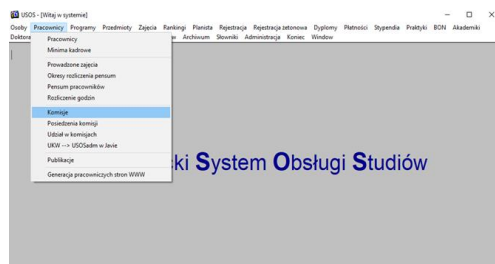 USOS - [Witaj w systemie]
Osoby Pracownicy Programy Przedmioty Zajęcia Rankingi Planista Rejestracja Rejestracja żetonowa Dyplomy Płatności Stypendia Praktyki BON Akademiki
Doktora w Archiwum Słowniki Administracja Koniec Window
Pracownicy
Minima kadrowe
Prowadzone zajęcia
Okresy rozliczenia pensum
Pensum pracowników
Rozliczenie godzin
Komisje
Posiedzenia komisji
Udział w komisjach
UKW --> USOSadm w Javie
Publikacje
Generacja pracowniczych stron WWW
ki System Obsługi Studiów